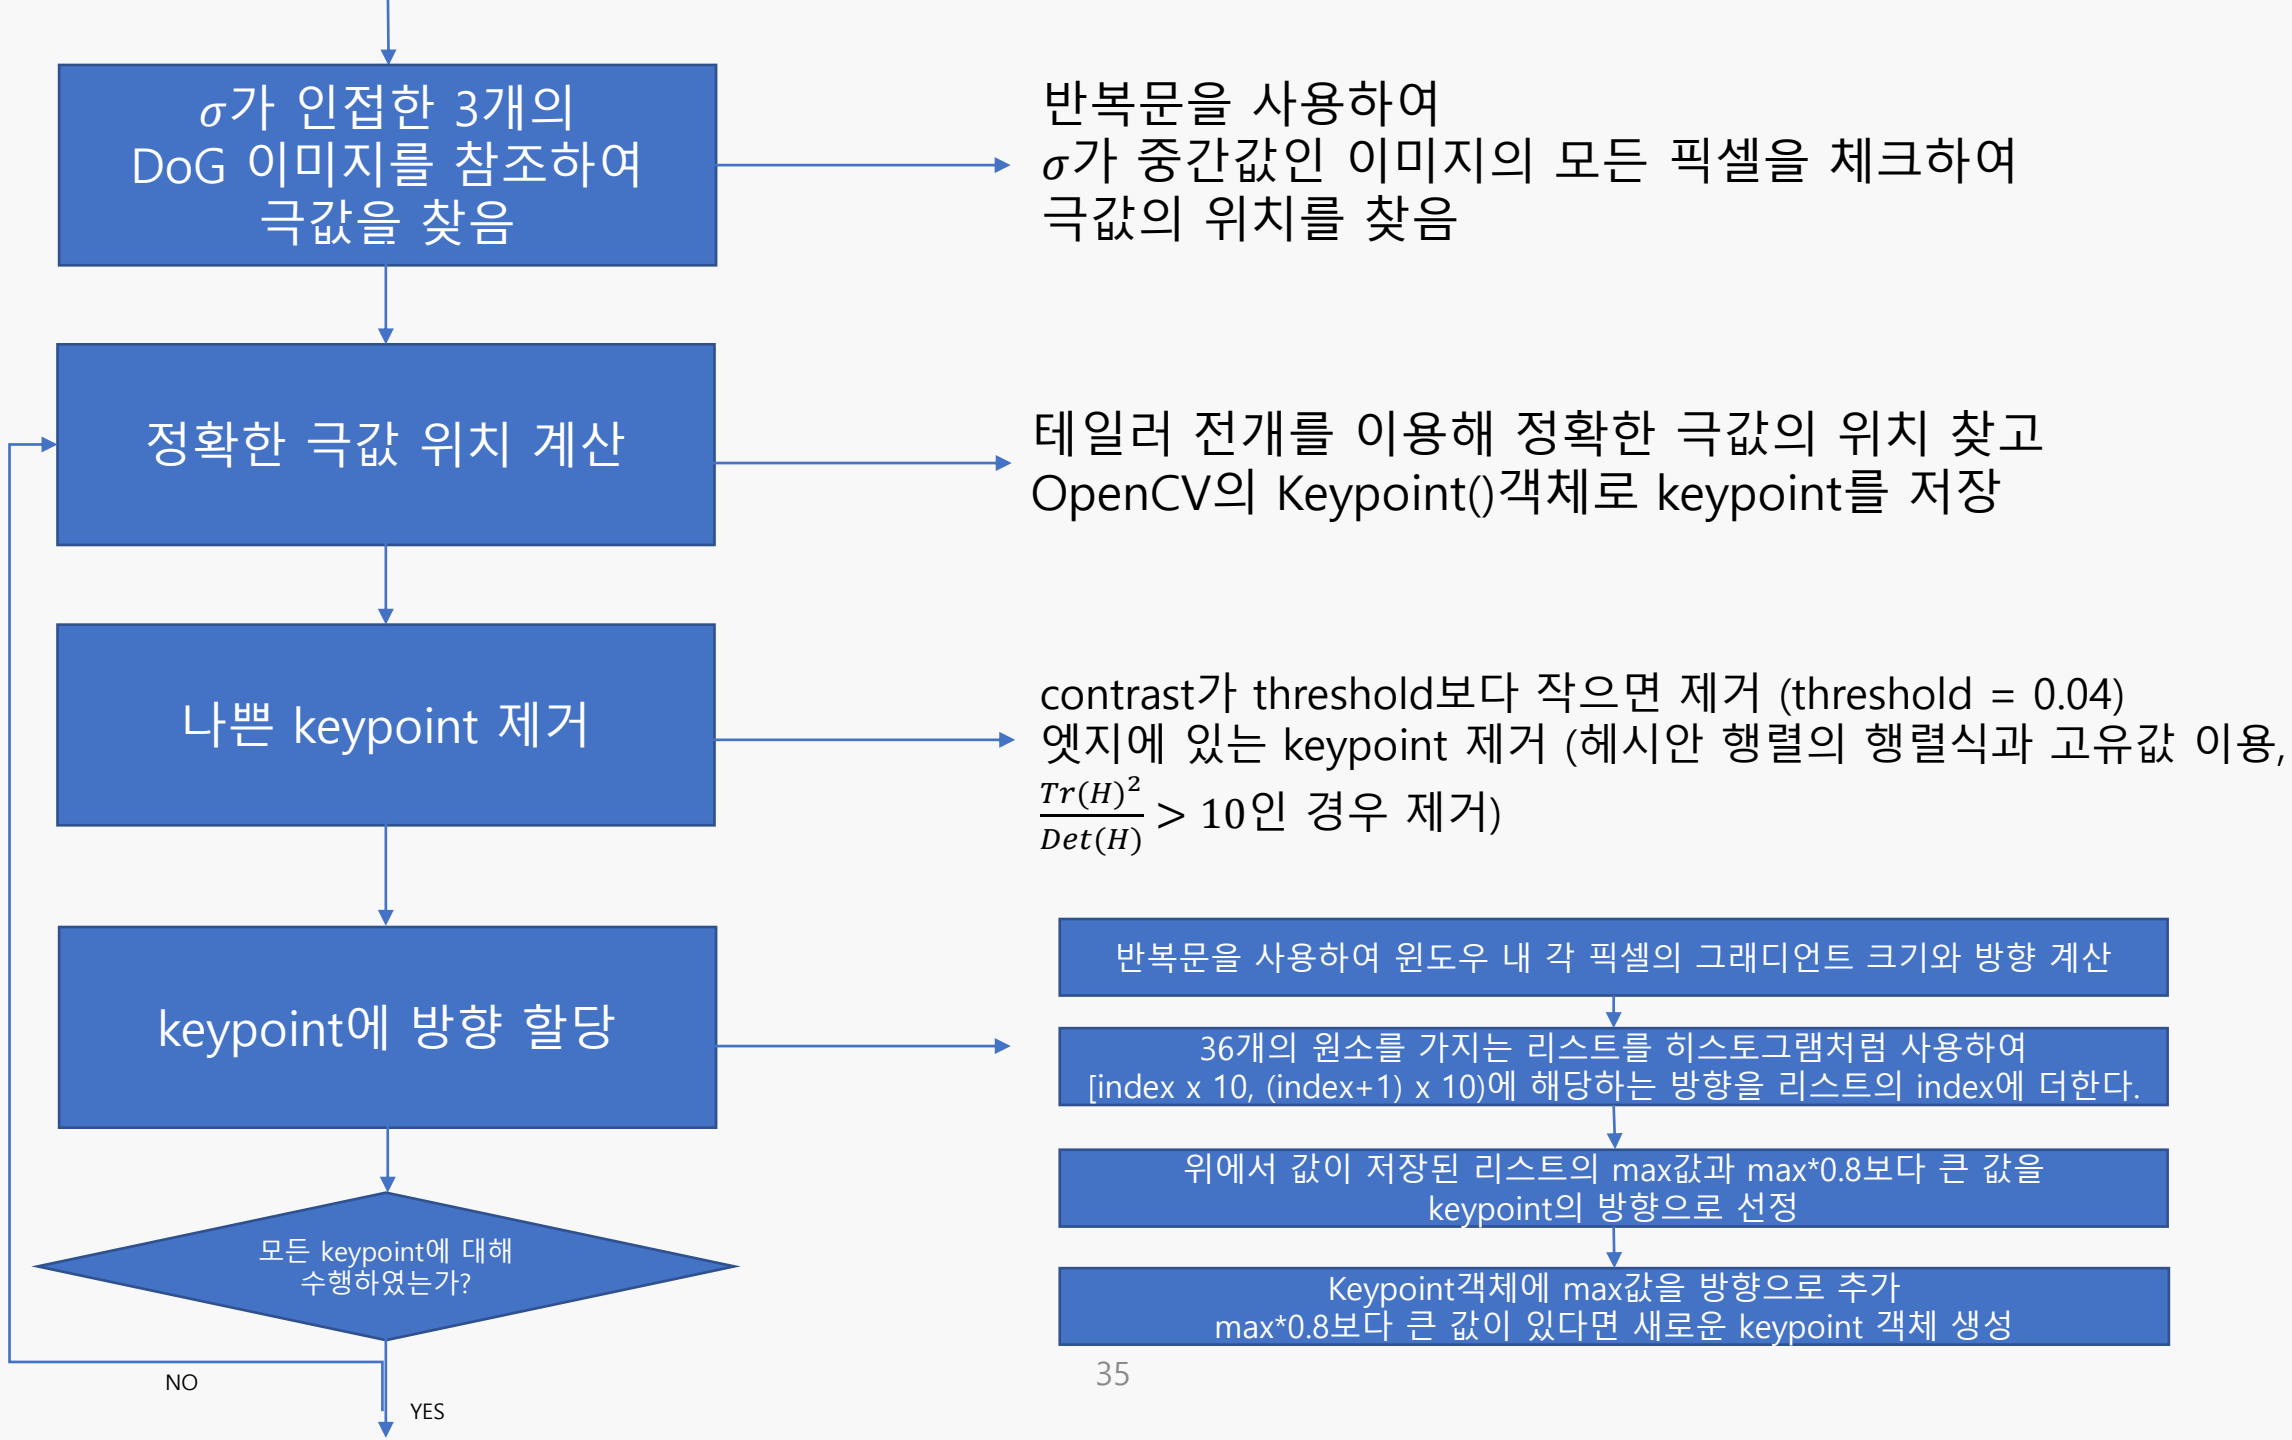 σ가 인접한 3개의
DoG 이미지를 참조하여
극값을 찾음
반복문을 사용하여
σ가 중간값인 이미지의 모든 픽셀을 체크하여
극값의 위치를 찾음
정확한 극값 위치 계산
테일러 전개를 이용해 정확한 극값의 위치 찾고
OpenCV의 Keypoint()객체로 keypoint를 저장
나쁜 keypoint 제거
contrast가 threshold보다 작으면 제거 (threshold = 0.04)
엣지에 있는 keypoint 제거 (헤시안 행렬의 행렬식과 고유값 이용,
Tr(H)²/Det(H) > 10인 경우 제거)
keypoint에 방향 할당
반복문을 사용하여 윈도우 내 각 픽셀의 그래디언트 크기와 방향 계산
36개의 원소를 가지는 리스트를 히스토그램처럼 사용하여
[index x 10, (index+1) x 10)에 해당하는 방향을 리스트의 index에 더한다.
위에서 값이 저장된 리스트의 max값과 max*0.8보다 큰 값을
keypoint의 방향으로 선정
Keypoint객체에 max값을 방향으로 추가
max*0.8보다 큰 값이 있다면 새로운 keypoint 객체 생성
모든 keypoint에 대해
수행하였는가?
NO
YES
35